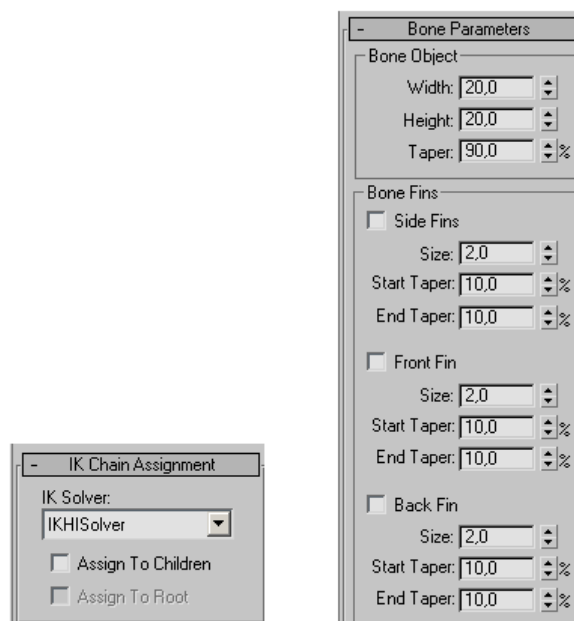 - IK Chain Assignment
IK Solver:
IKHISolver
Assign To Children
Assign To Root
- Bone Parameters
Bone Object
Width: 20,0
Height: 20,0
Taper: 90,0 %
Bone Fins
Side Fins
Size: 2,0
Start Taper: 10,0 %
End Taper: 10,0 %
Front Fin
Size: 2,0
Start Taper: 10,0 %
End Taper: 10,0 %
Back Fin
Size: 2,0
Start Taper: 10,0 %
End Taper: 10,0 %